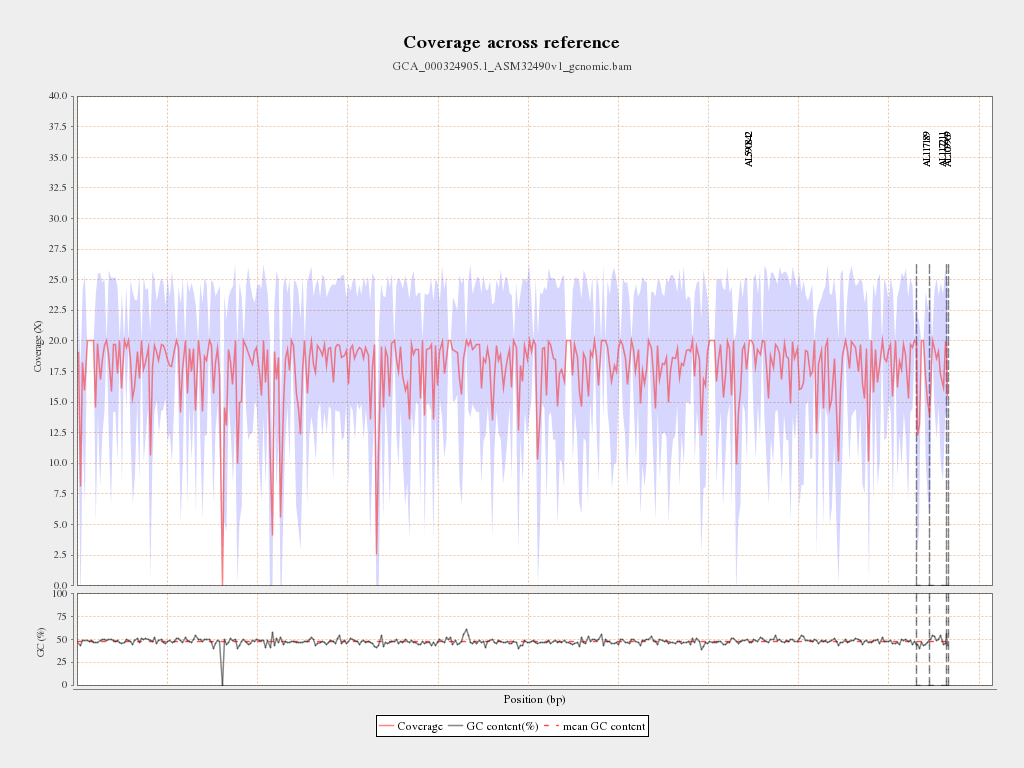 Coverage across reference
GCA_000324905.1_ASM32490v1_genomic.bam
40.0
37.5
35.0
32.5
30.0
27.5
25.0
22.5
20.0
17.5
15.0
12.5
10.0
7.5
5.0
2.5
0.0
Coverage (X)
AL590842
AL117189
AL117211
AL109969
100
75
50
25
0
GC (%)
Position (bp)
Coverage GC content(%) mean GC content